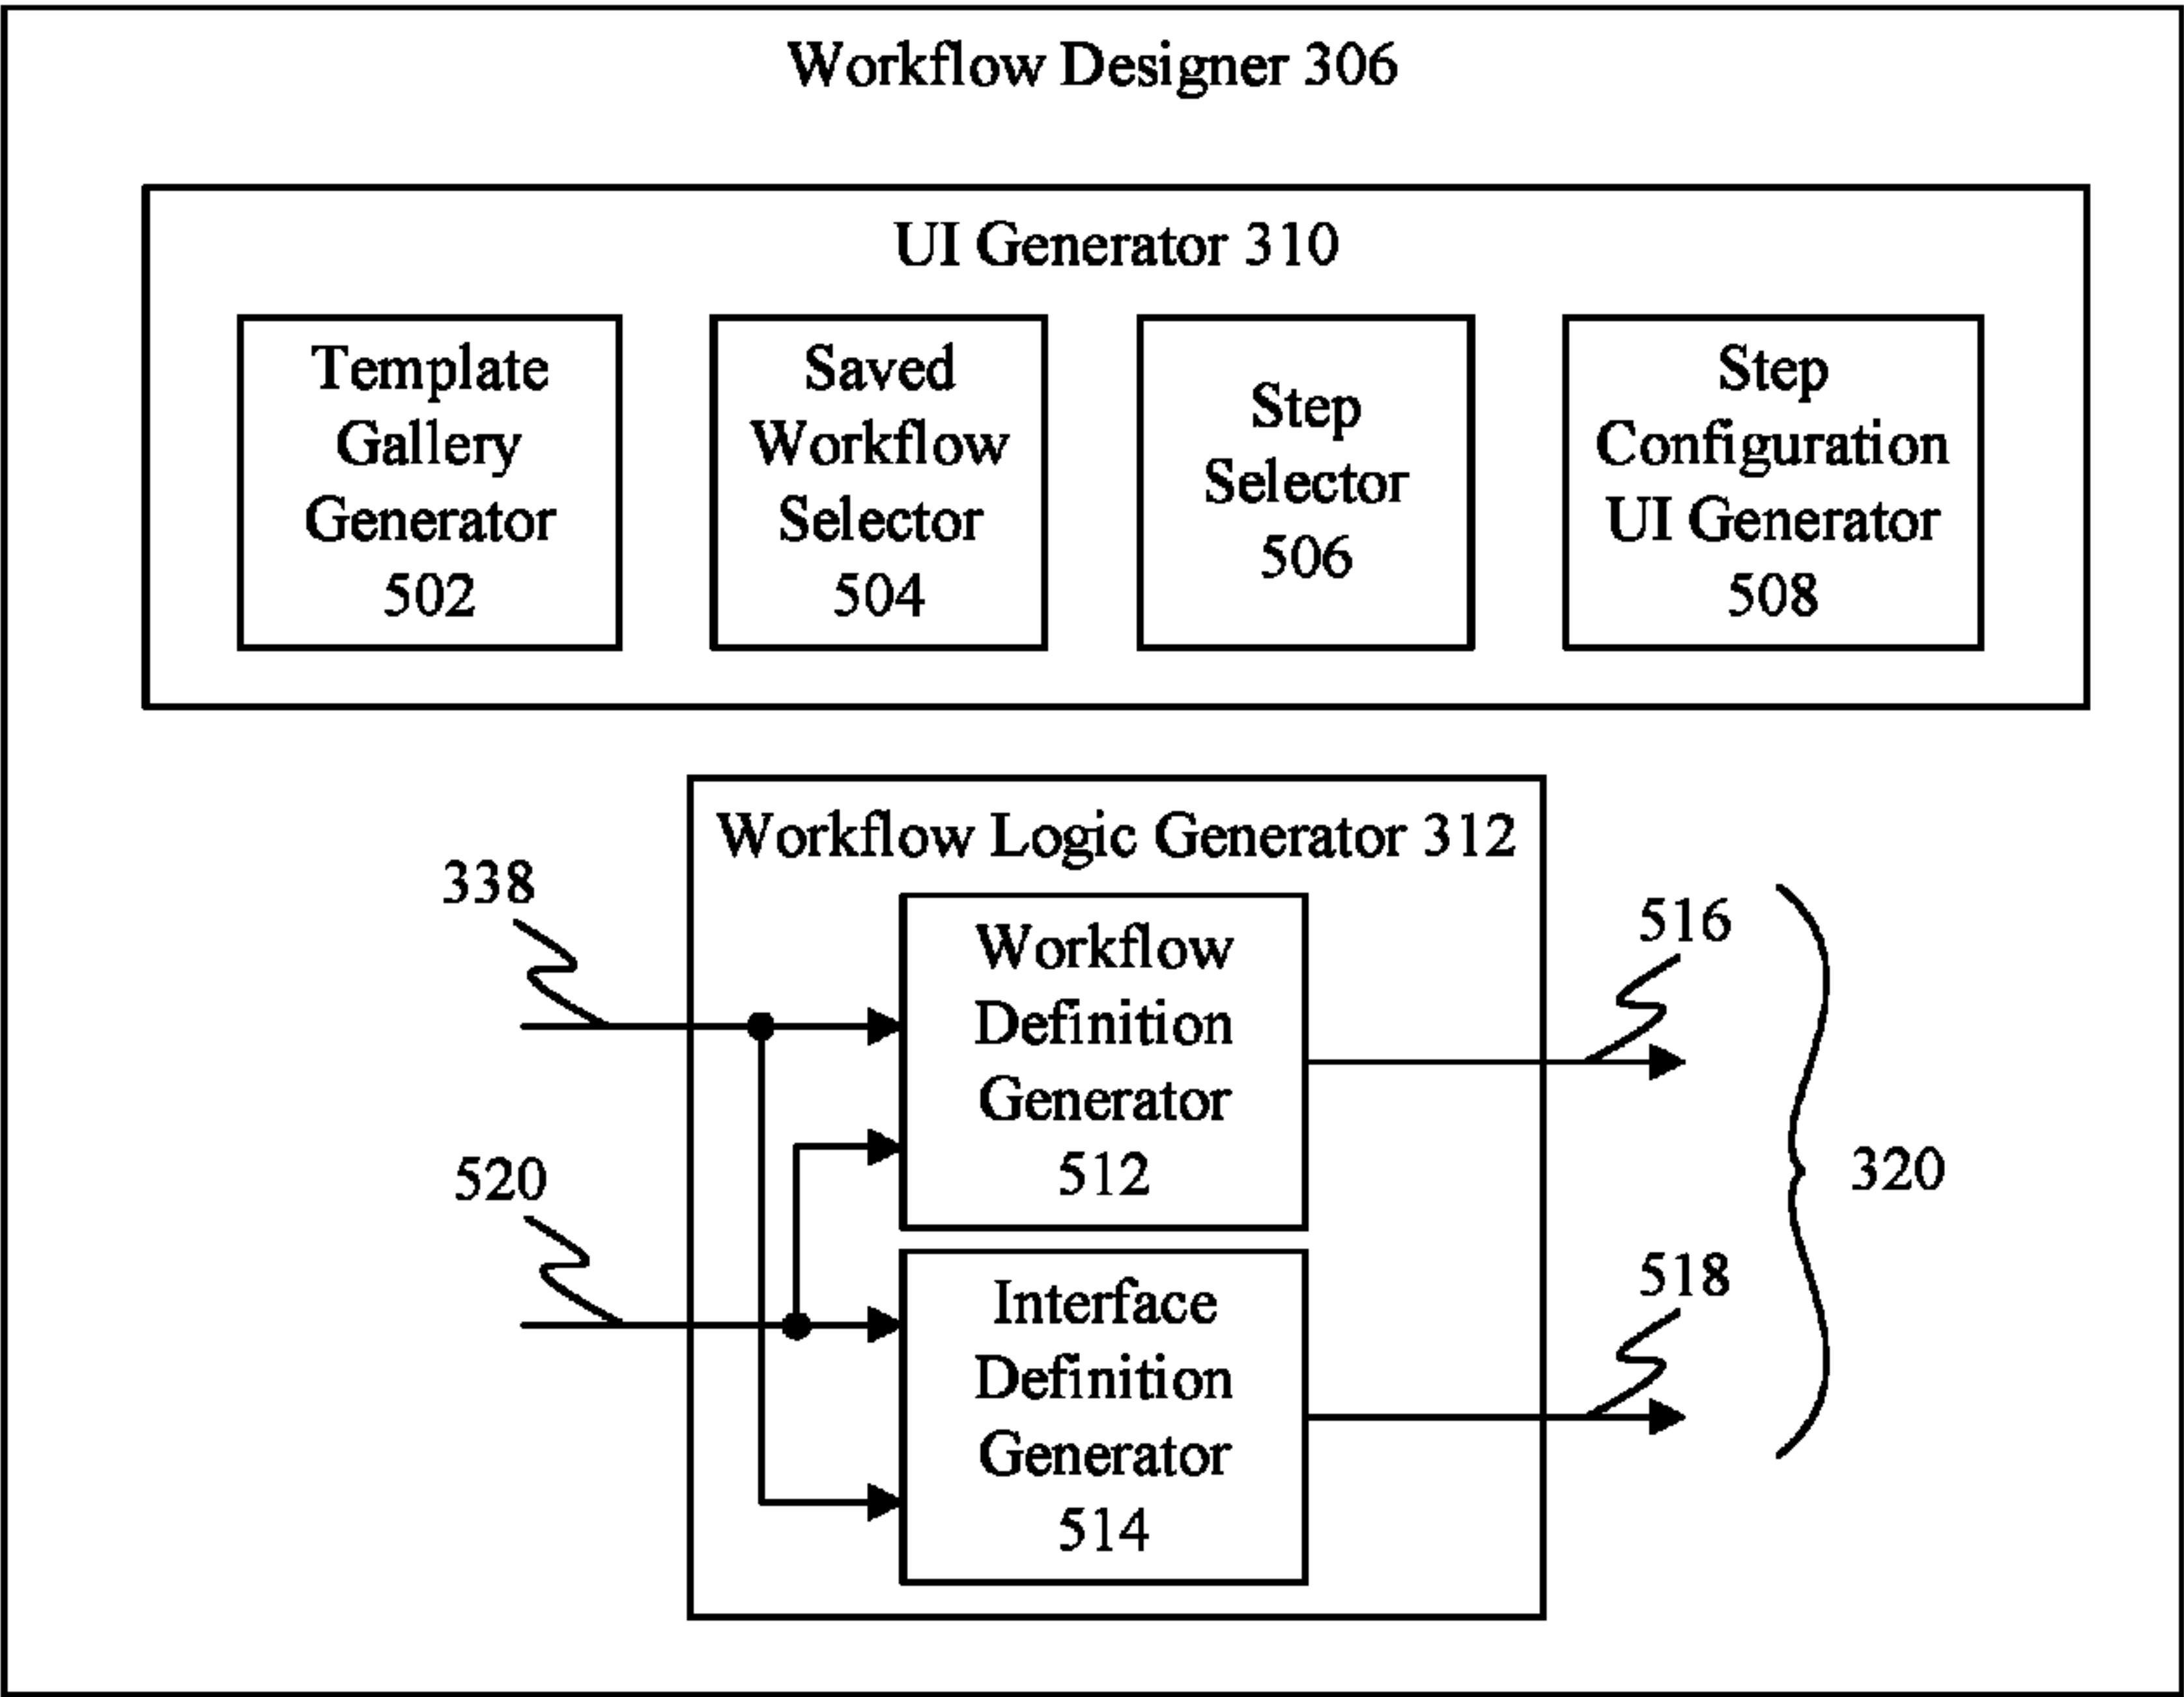 Workflow Designer 306
UI Generator 310
Template
Gallery
Generator
502
Saved
Workflow
Selector
504
Step
Selector
506
Step
Configuration
UI Generator
508
Workflow Logic Generator 312
338
520
Workflow
Definition
Generator
512
Interface
Definition
Generator
514
516
518
320